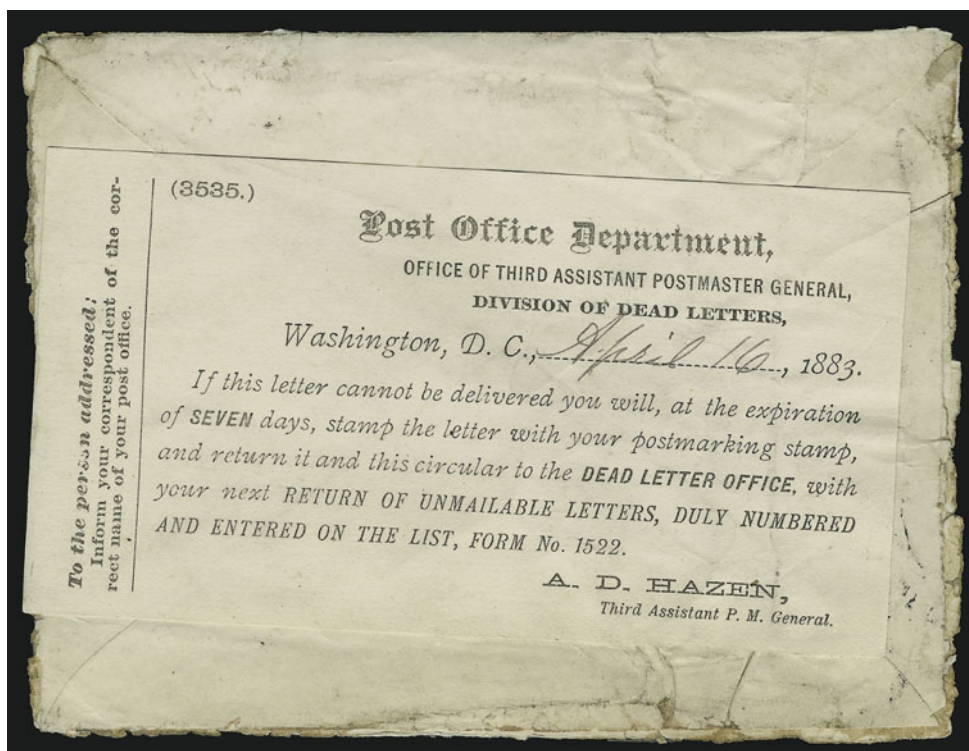 (3535.)
Post Office Department,
OFFICE OF THIRD ASSISTANT POSTMASTER GENERAL,
DIVISION OF DEAD LETTERS,
Washington, D. C., April 16, 1883.
If this letter cannot be delivered you will, at the expiration
of SEVEN days, stamp the letter with your postmarking stamp,
and return it and this circular to the DEAD LETTER OFFICE, with
your next RETURN OF UNMAILABLE LETTERS, DULY NUMBERED
AND ENTERED ON THE LIST, FORM No. 1522.
A. D. HAZEN,
Third Assistant P. M. General.
To the person addressed;
Inform your correspondent of the cor-
rect name of your post office.